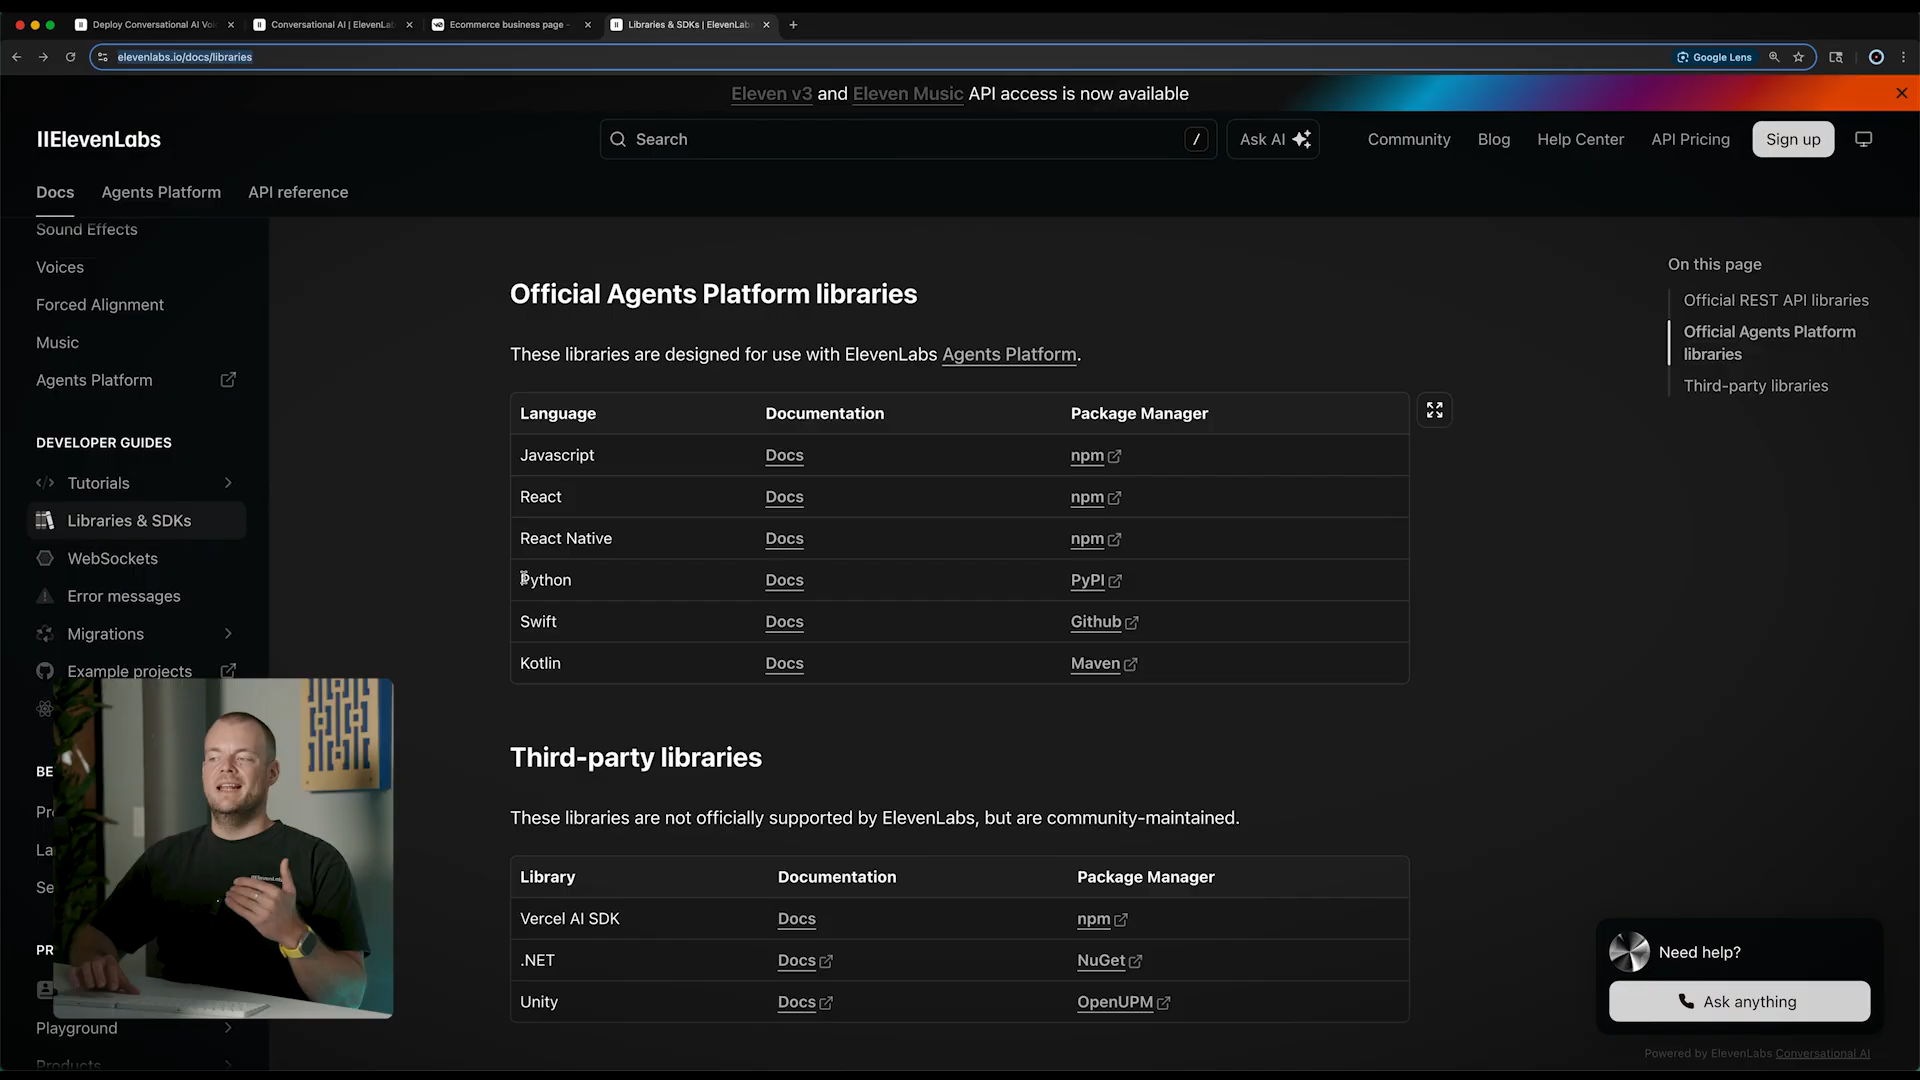 Deploy Conversational AI Voi
Conversational AI | ElevenLab
Ecommerce business page -
Libraries & SDKs | ElevenLabs
elevenlabs.io/docs/libraries
Google Lens
Eleven v3 and Eleven Music API access is now available
IIElevenLabs
Search
/
Ask AI
Community
Blog
Help Center
API Pricing
Sign up
Docs
Agents Platform
API reference
Sound Effects
Voices
Forced Alignment
Music
Agents Platform
DEVELOPER GUIDES
Tutorials
Libraries & SDKs
WebSockets
Error messages
Migrations
Example projects
BE
Pr
La
Se
PR
Playground
Products
Official Agents Platform libraries
These libraries are designed for use with ElevenLabs Agents Platform.
Language Documentation Package Manager
Javascript Docs npm
React Docs npm
React Native Docs npm
Python Docs PyPI
Swift Docs Github
Kotlin Docs Maven
Third-party libraries
These libraries are not officially supported by ElevenLabs, but are community-maintained.
Library Documentation Package Manager
Vercel AI SDK Docs npm
.NET Docs NuGet
Unity Docs OpenUPM
On this page
Official REST API libraries
Official Agents Platform
libraries
Third-party libraries
Need help?
Ask anything
Powered by ElevenLabs Conversational AI